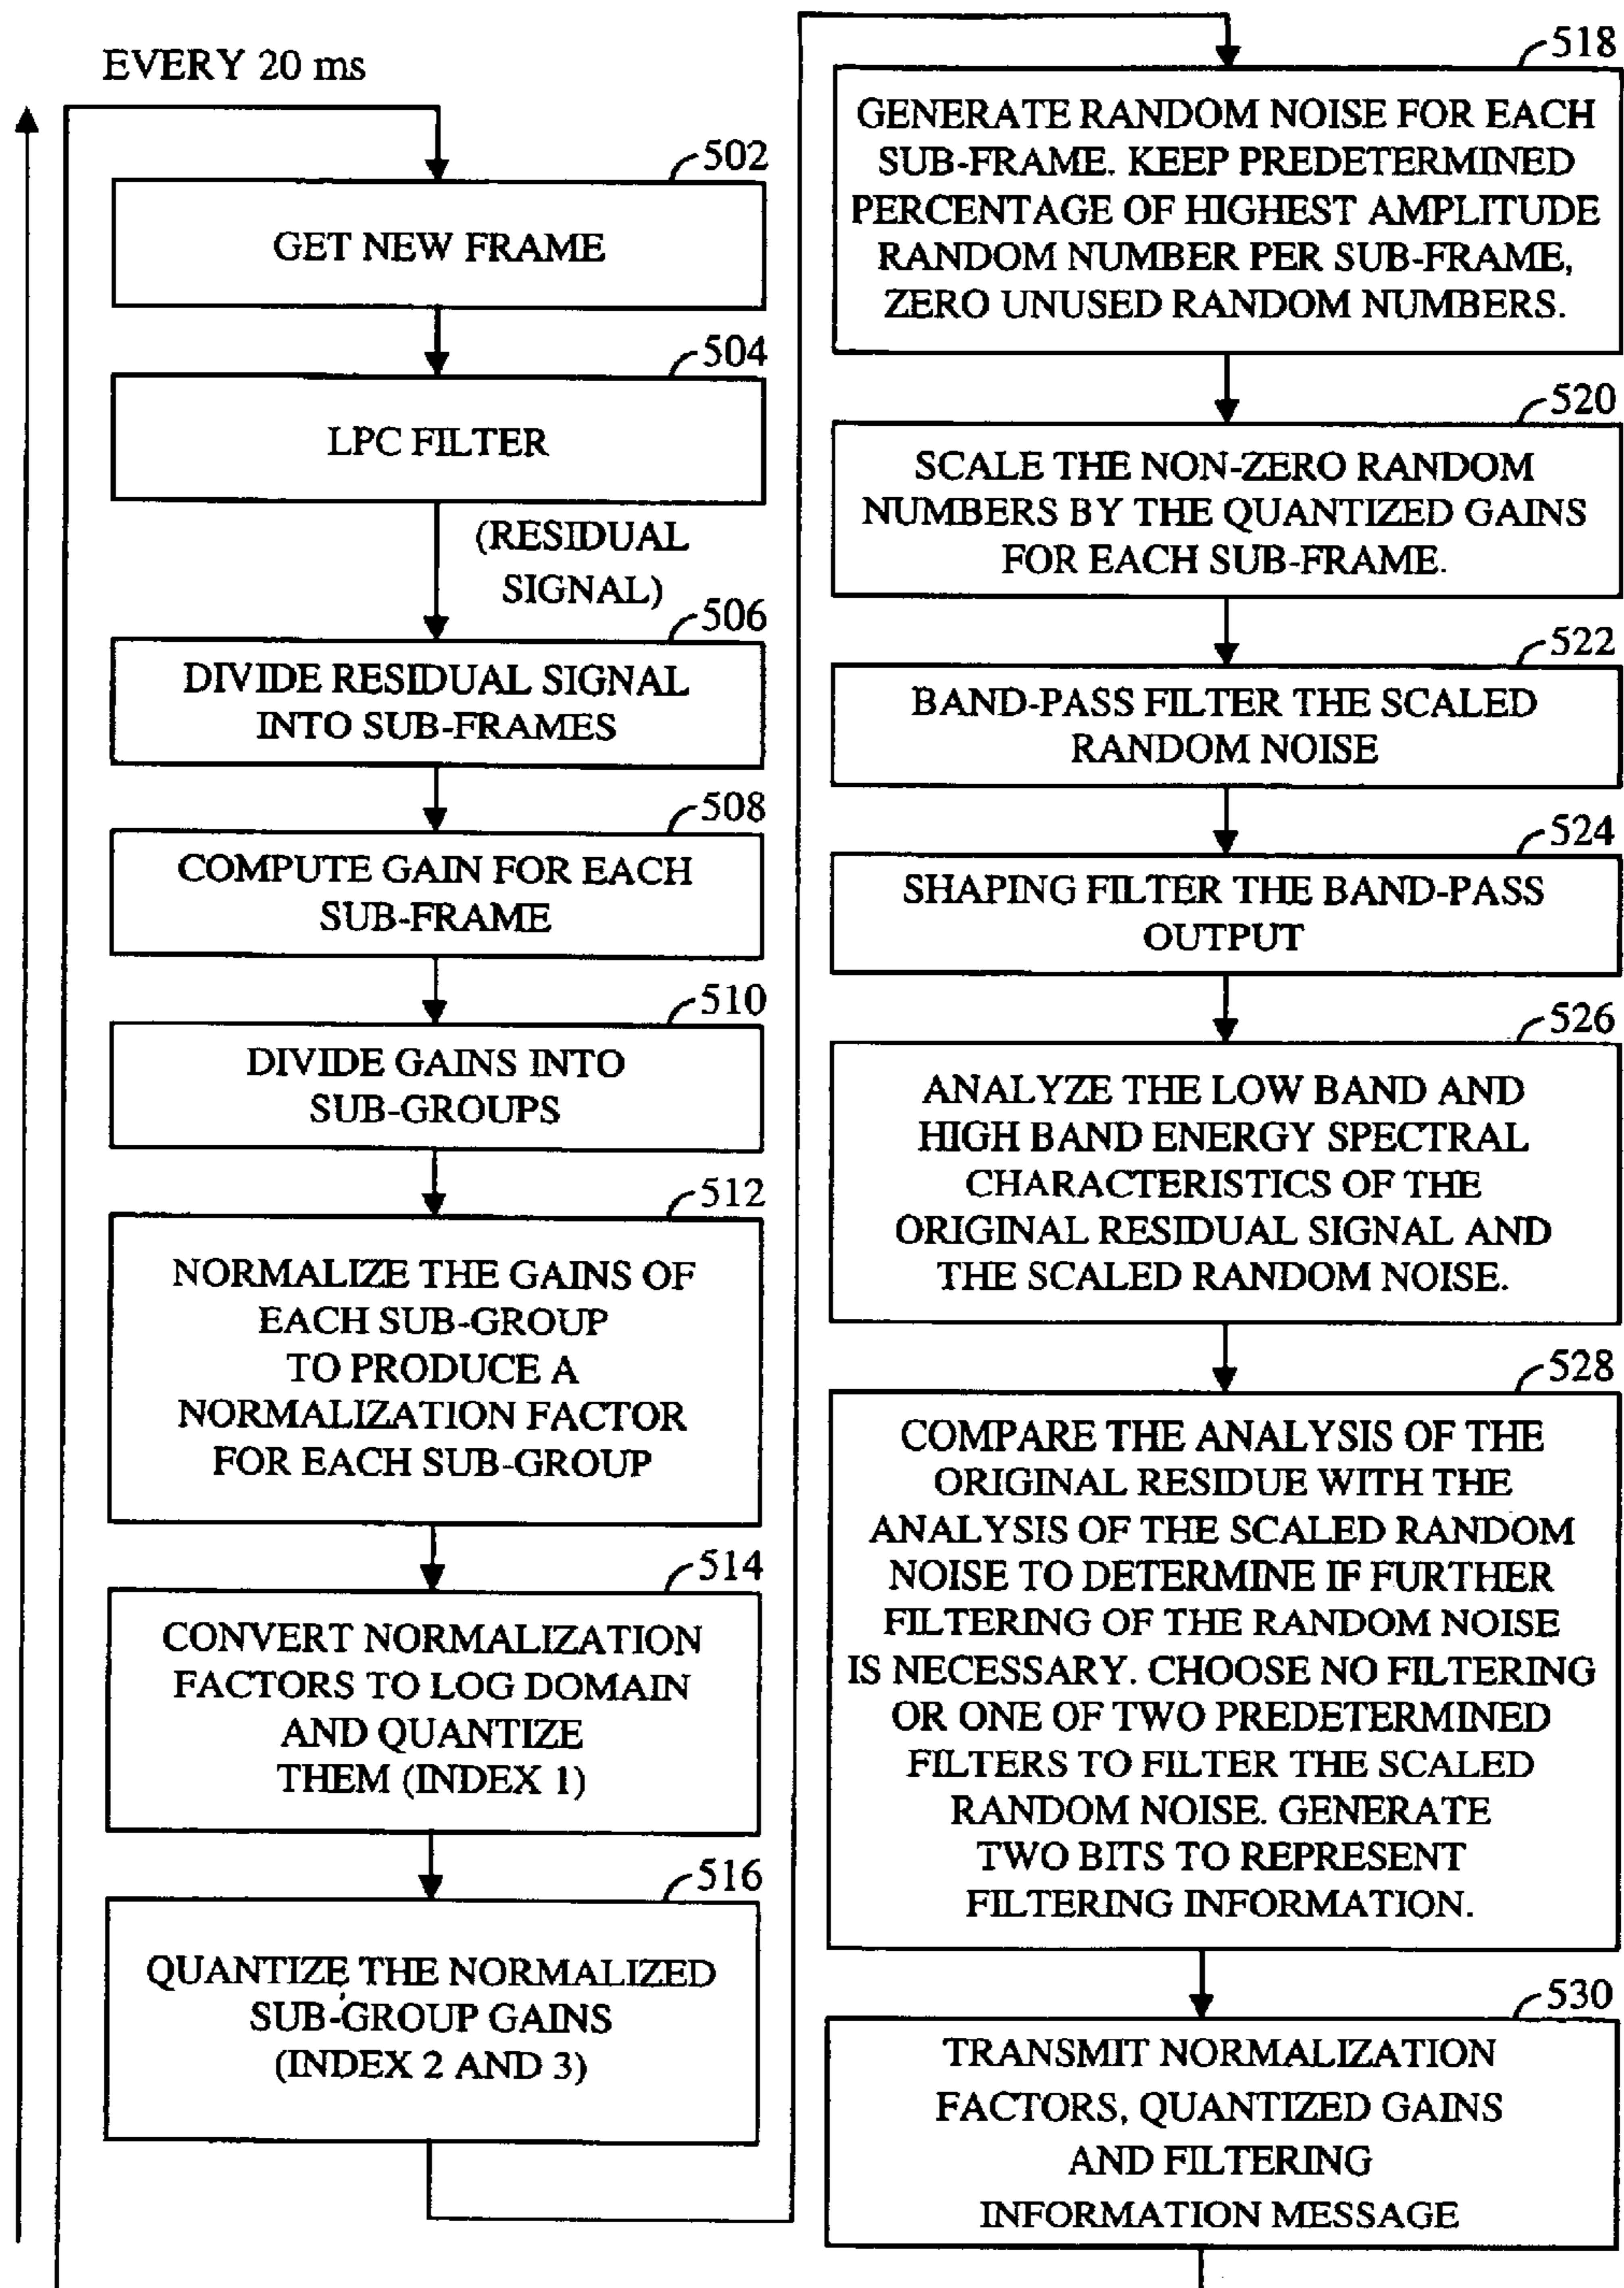 EVERY 20 ms
502
GET NEW FRAME
504
LPC FILTER
(RESIDUAL
SIGNAL)
506
DIVIDE RESIDUAL SIGNAL
INTO SUB-FRAMES
508
COMPUTE GAIN FOR EACH
SUB-FRAME
510
DIVIDE GAINS INTO
SUB-GROUPS
512
NORMALIZE THE GAINS OF
EACH SUB-GROUP
TO PRODUCE A
NORMALIZATION FACTOR
FOR EACH SUB-GROUP
514
CONVERT NORMALIZATION
FACTORS TO LOG DOMAIN
AND QUANTIZE
THEM (INDEX 1)
516
QUANTIZE THE NORMALIZED
SUB-GROUP GAINS
(INDEX 2 AND 3)
518
GENERATE RANDOM NOISE FOR EACH
SUB-FRAME. KEEP PREDETERMINED
PERCENTAGE OF HIGHEST AMPLITUDE
RANDOM NUMBER PER SUB-FRAME,
ZERO UNUSED RANDOM NUMBERS.
520
SCALE THE NON-ZERO RANDOM
NUMBERS BY THE QUANTIZED GAINS
FOR EACH SUB-FRAME.
522
BAND-PASS FILTER THE SCALED
RANDOM NOISE
524
SHAPING FILTER THE BAND-PASS
OUTPUT
526
ANALYZE THE LOW BAND AND
HIGH BAND ENERGY SPECTRAL
CHARACTERISTICS OF THE
ORIGINAL RESIDUAL SIGNAL AND
THE SCALED RANDOM NOISE.
528
COMPARE THE ANALYSIS OF THE
ORIGINAL RESIDUE WITH THE
ANALYSIS OF THE SCALED RANDOM
NOISE TO DETERMINE IF FURTHER
FILTERING OF THE RANDOM NOISE
IS NECESSARY. CHOOSE NO FILTERING
OR ONE OF TWO PREDETERMINED
FILTERS TO FILTER THE SCALED
RANDOM NOISE. GENERATE
TWO BITS TO REPRESENT
FILTERING INFORMATION.
530
TRANSMIT NORMALIZATION
FACTORS, QUANTIZED GAINS
AND FILTERING
INFORMATION MESSAGE